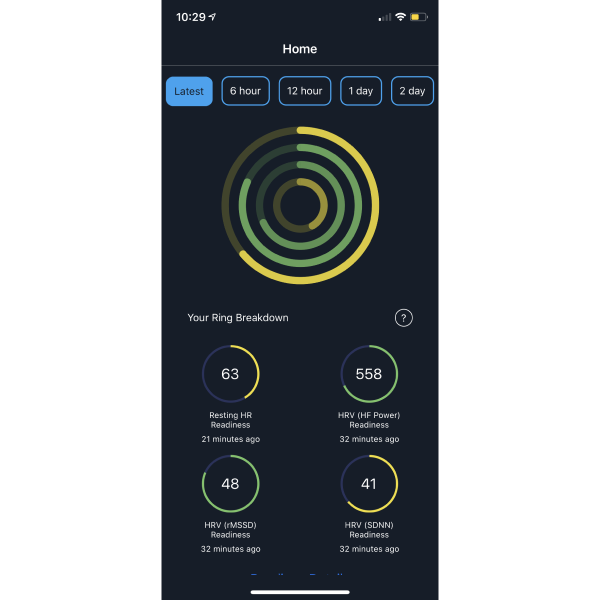 10:29
Home
Latest
6 hour
12 hour
1 day
2 day
Your Ring Breakdown
?
63
Resting HR
Readiness
21 minutes ago
558
HRV (HF Power)
Readiness
32 minutes ago
48
HRV (rMSSD)
Readiness
32 minutes ago
41
HRV (SDNN)
Readiness
32 minutes ago